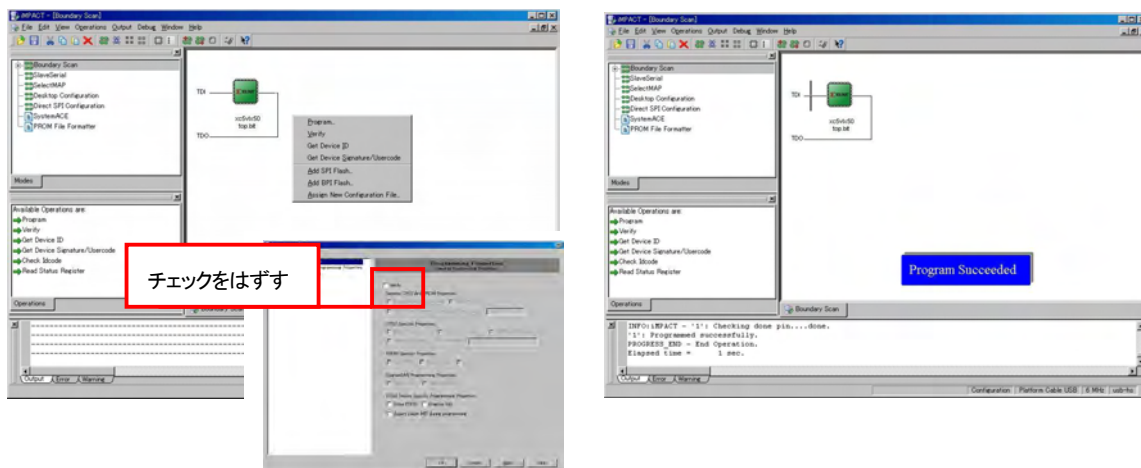 iMPACT - [Boundary Scan]
File Edit View Operations Output Debug Window Help
Boundary Scan
SlaveSerial
SelectMAP
Desktop Configuration
Direct SPI Configuration
SystemACE
PROM File Formatter
Modes
Available Operations are:
Program
Verify
Get Device ID
Get Device Signature/Usercode
Check Idcode
Read Status Register
Operations
TDI
TDO
top.bit
Program...
Verify
Get Device ID
Get Device Signature/Usercode
Add SPI Flash...
Add BPI Flash...
Assign New Configuration File...
Boundary Scan
Output Error Warning
チェックをはずす
Verify
iMPACT - [Boundary Scan]
File Edit View Operations Output Debug Window Help
Boundary Scan
SlaveSerial
SelectMAP
Desktop Configuration
Direct SPI Configuration
SystemACE
PROM File Formatter
Modes
Available Operations are:
Program
Verify
Get Device ID
Get Device Signature/Usercode
Check Idcode
Read Status Register
Operations
TDI
TDO
top.bit
Program Succeeded
Boundary Scan
INFO:iMPACT - '1': Checking done pin....done.
'1': Programmed successfully.
PROGRESS_END - End Operation.
Elapsed time = 1 sec.
Output Error Warning
Configuration Platform Cable USB 6 MHz usb-hs